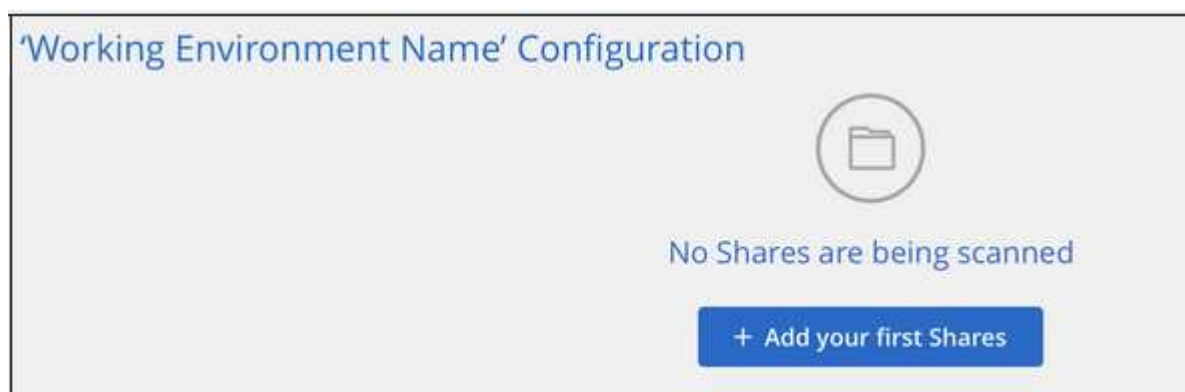 ‘Working Environment Name’ Configuration
No Shares are being scanned
+ Add your first Shares